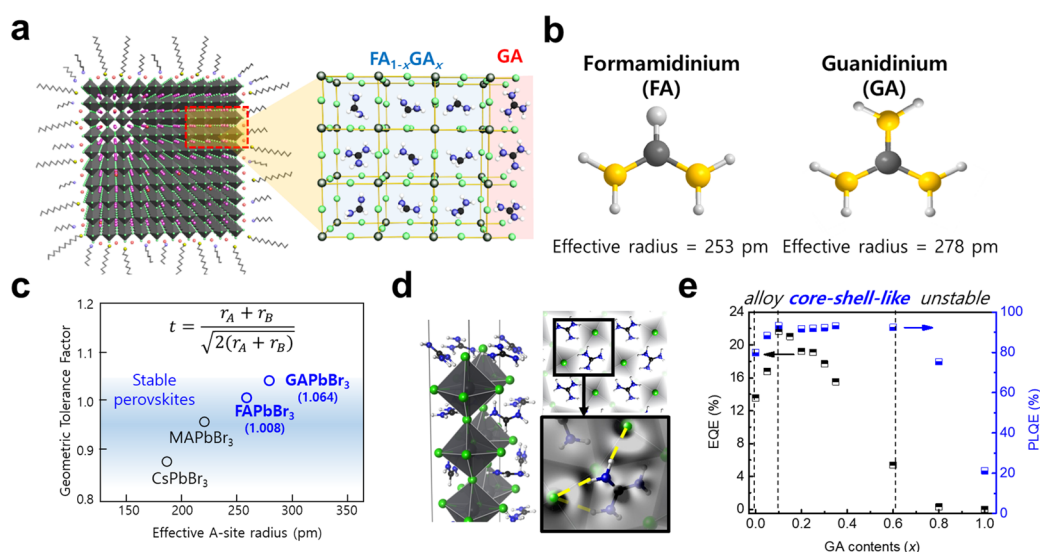 a
FA₁₋ₓGAₓ
GA
b
Formamidinium
(FA)
Guanidinium
(GA)
Effective radius = 253 pm
Effective radius = 278 pm
c
Geometric Tolerance Factor
1.2
1.1
1.0
0.9
0.8
t = (r_A + r_B) / √2(r_A + r_B)
Stable
perovskites
GAPbBr₃
(1.064)
FAPbBr₃
(1.008)
MAPbBr₃
CsPbBr₃
150 200 250 300 350
Effective A-site radius (pm)
d
e
alloy core-shell-like unstable
EQE (%)
24
20
16
12
8
4
0
100
80
60
40
20
0
PLQE (%)
0.0 0.2 0.4 0.6 0.8 1.0
GA contents (x)